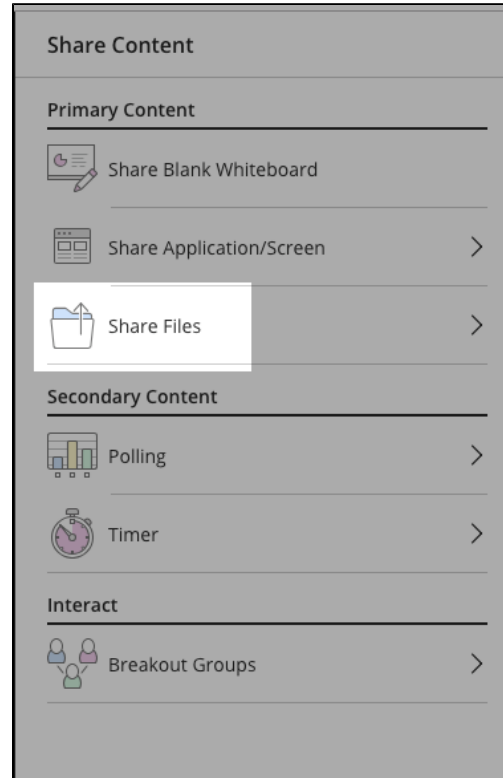 Share Content
Primary Content
Share Blank Whiteboard
Share Application/Screen
Share Files
Secondary Content
Polling
Timer
Interact
Breakout Groups